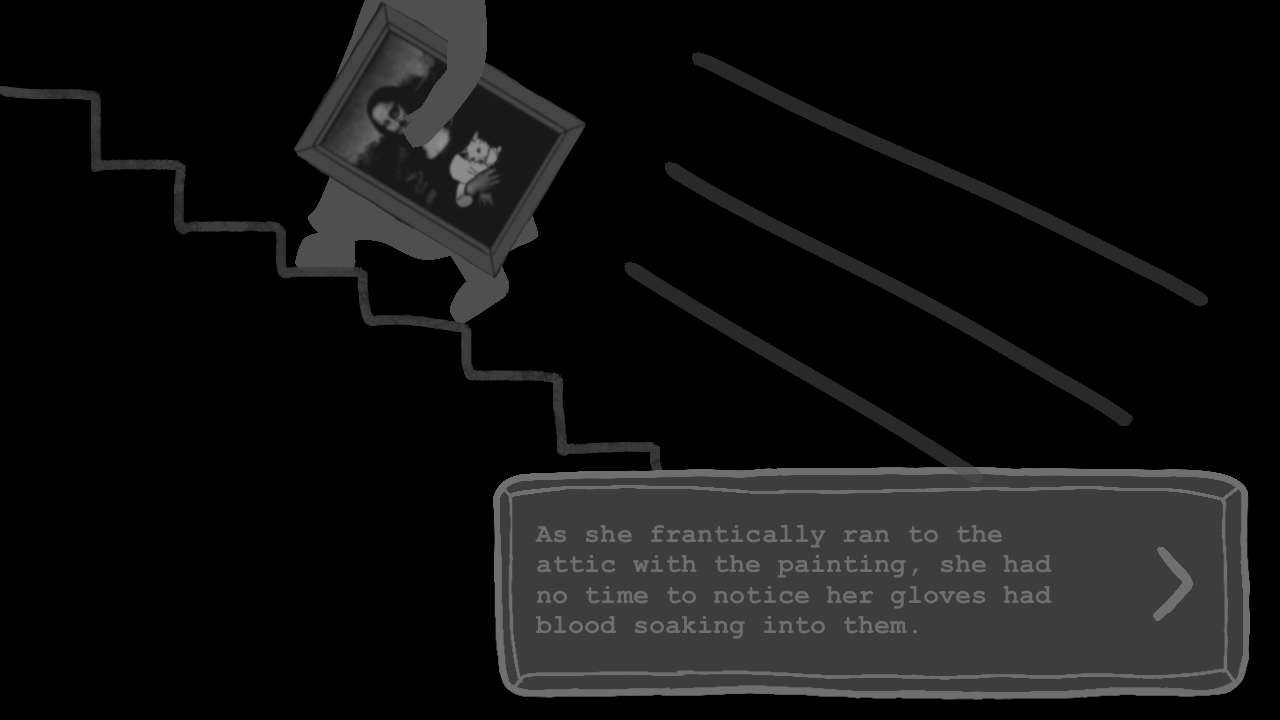 As she frantically ran to the
attic with the painting, she had
no time to notice her gloves had
blood soaking into them.